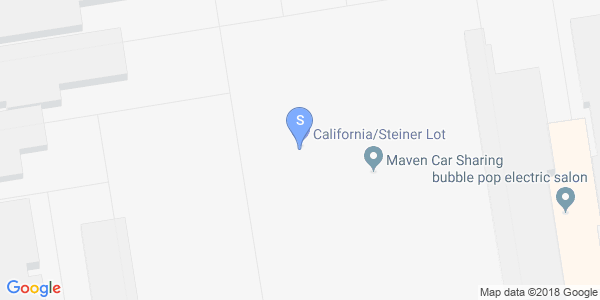 S
California/Steiner Lot
Maven Car Sharing
bubble pop electric salon
Google
Map data ©2018 Google